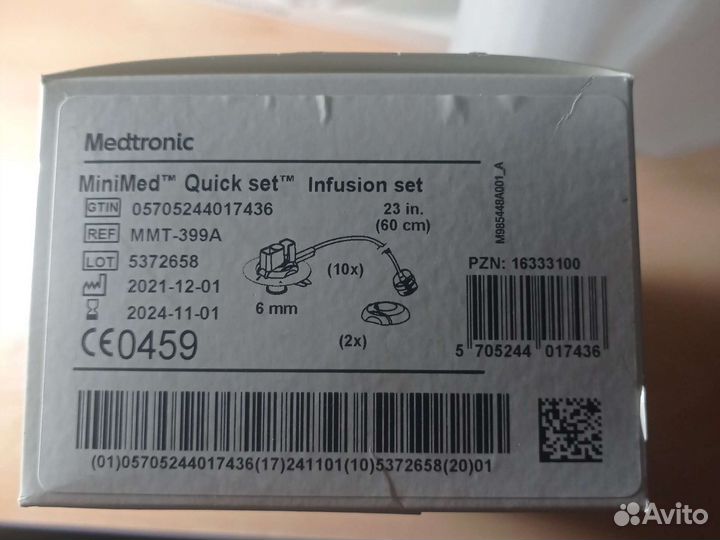 Medtronic
MiniMed™ Quick set™ Infusion set
GTIN 05705244017436
23 in.
(60 cm)
REF MMT-399A
LOT 5372658
(10x)
2021-12-01
6 mm
2024-11-01
(2x)
CE0459
M985448A001_A
PZN: 16333100
5 705244 017436
(01)05705244017436(17)241101(10)5372658(20)01
Avito